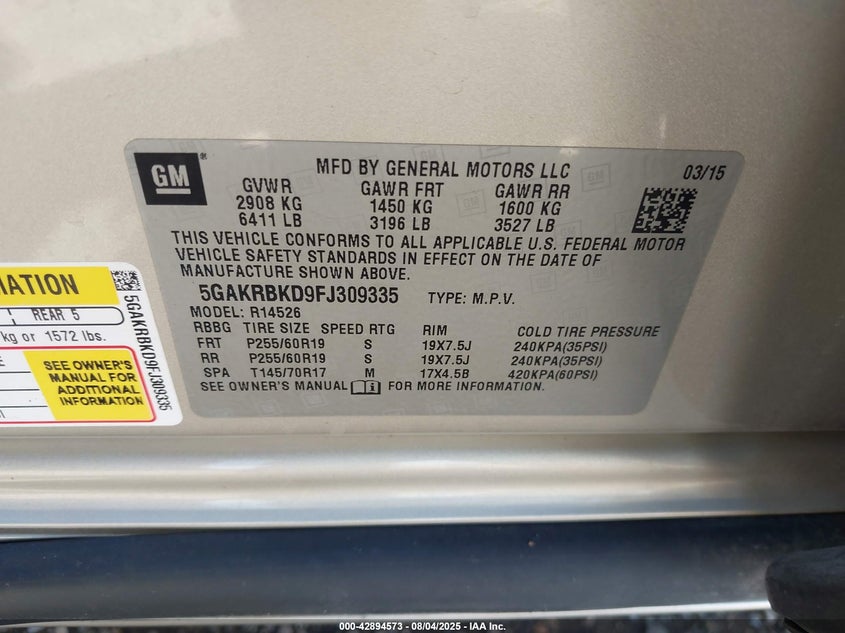 GM
MFD BY GENERAL MOTORS LLC 03/15
GVWR GAWR FRT GAWR RR
2908 KG 1450 KG 1600 KG
6411 LB 3196 LB 3527 LB
THIS VEHICLE CONFORMS TO ALL APPLICABLE U.S. FEDERAL MOTOR
VEHICLE SAFETY STANDARDS IN EFFECT ON THE DATE OF
MANUFACTURE SHOWN ABOVE.
5GAKRBKD9FJ309335 TYPE: M.P.V.
MODEL: R14526
RBBG TIRE SIZE SPEED RTG RIM COLD TIRE PRESSURE
FRT P255/60R19 S 19X7.5J 240KPA(35PSI)
RR P255/60R19 S 19X7.5J 240KPA(35PSI)
SPA T145/70R17 M 17X4.5B 420KPA(60PSI)
SEE OWNER'S MANUAL FOR MORE INFORMATION.
MATION
REAR 5
kg or 1572 lbs.
SEE OWNER'S
MANUAL FOR
ADDITIONAL
INFORMATION
5GAKRBKD9FJ309335
000-42894573 - 08/04/2025 - IAA Inc.